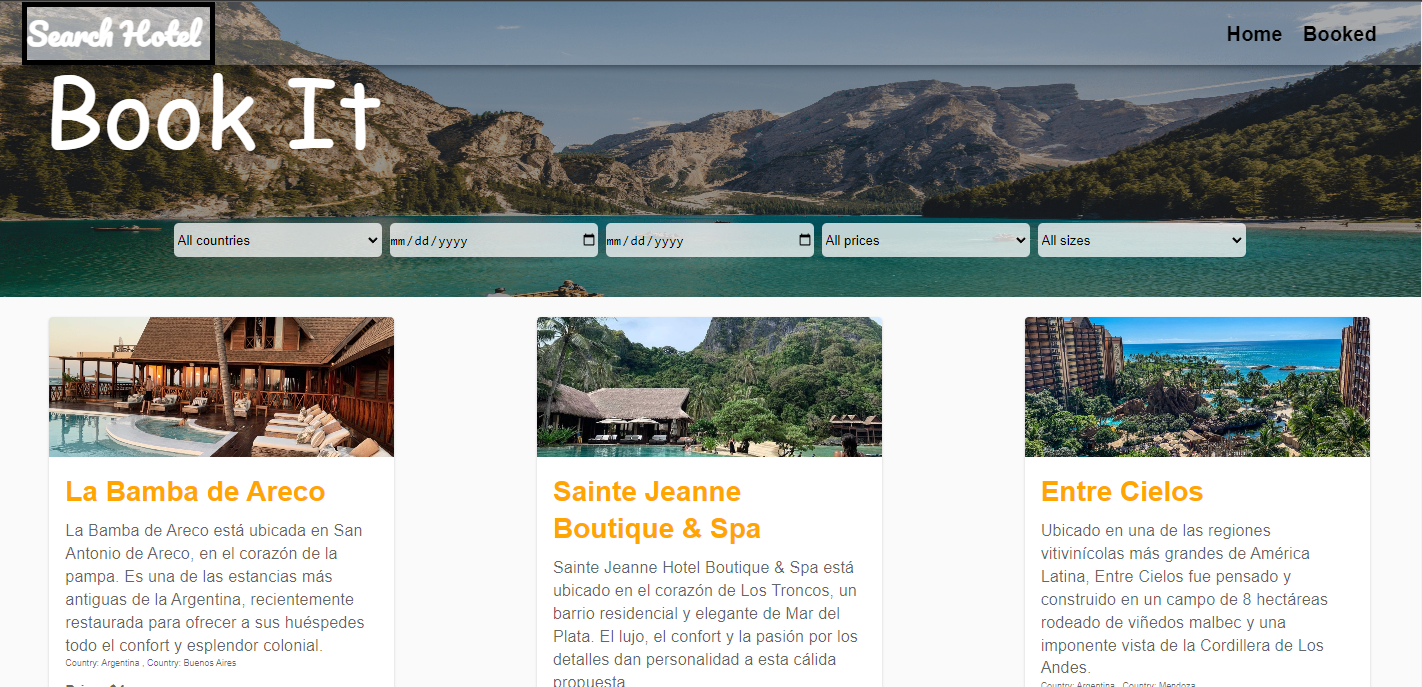 Search Hotel
Home Booked
Book It
All countries mm/dd/yyyy mm/dd/yyyy All prices All sizes
La Bamba de Areco
La Bamba de Areco está ubicada en San
Antonio de Areco, en el corazón de la
pampa. Es una de las estancias más
antiguas de la Argentina, recientemente
restaurada para ofrecer a sus huéspedes
todo el confort y esplendor colonial.
Country: Argentina , Country: Buenos Aires
Sainte Jeanne
Boutique & Spa
Sainte Jeanne Hotel Boutique & Spa está
ubicado en el corazón de Los Troncos, un
barrio residencial y elegante de Mar del
Plata. El lujo, el confort y la pasión por los
detalles dan personalidad a esta cálida
propuesta
Entre Cielos
Ubicado en una de las regiones
vitivinícolas más grandes de América
Latina, Entre Cielos fue pensado y
construido en un campo de 8 hectáreas
rodeado de viñedos malbec y una
imponente vista de la Cordillera de Los
Andes.
Country: Argentina , Country: Mendoza